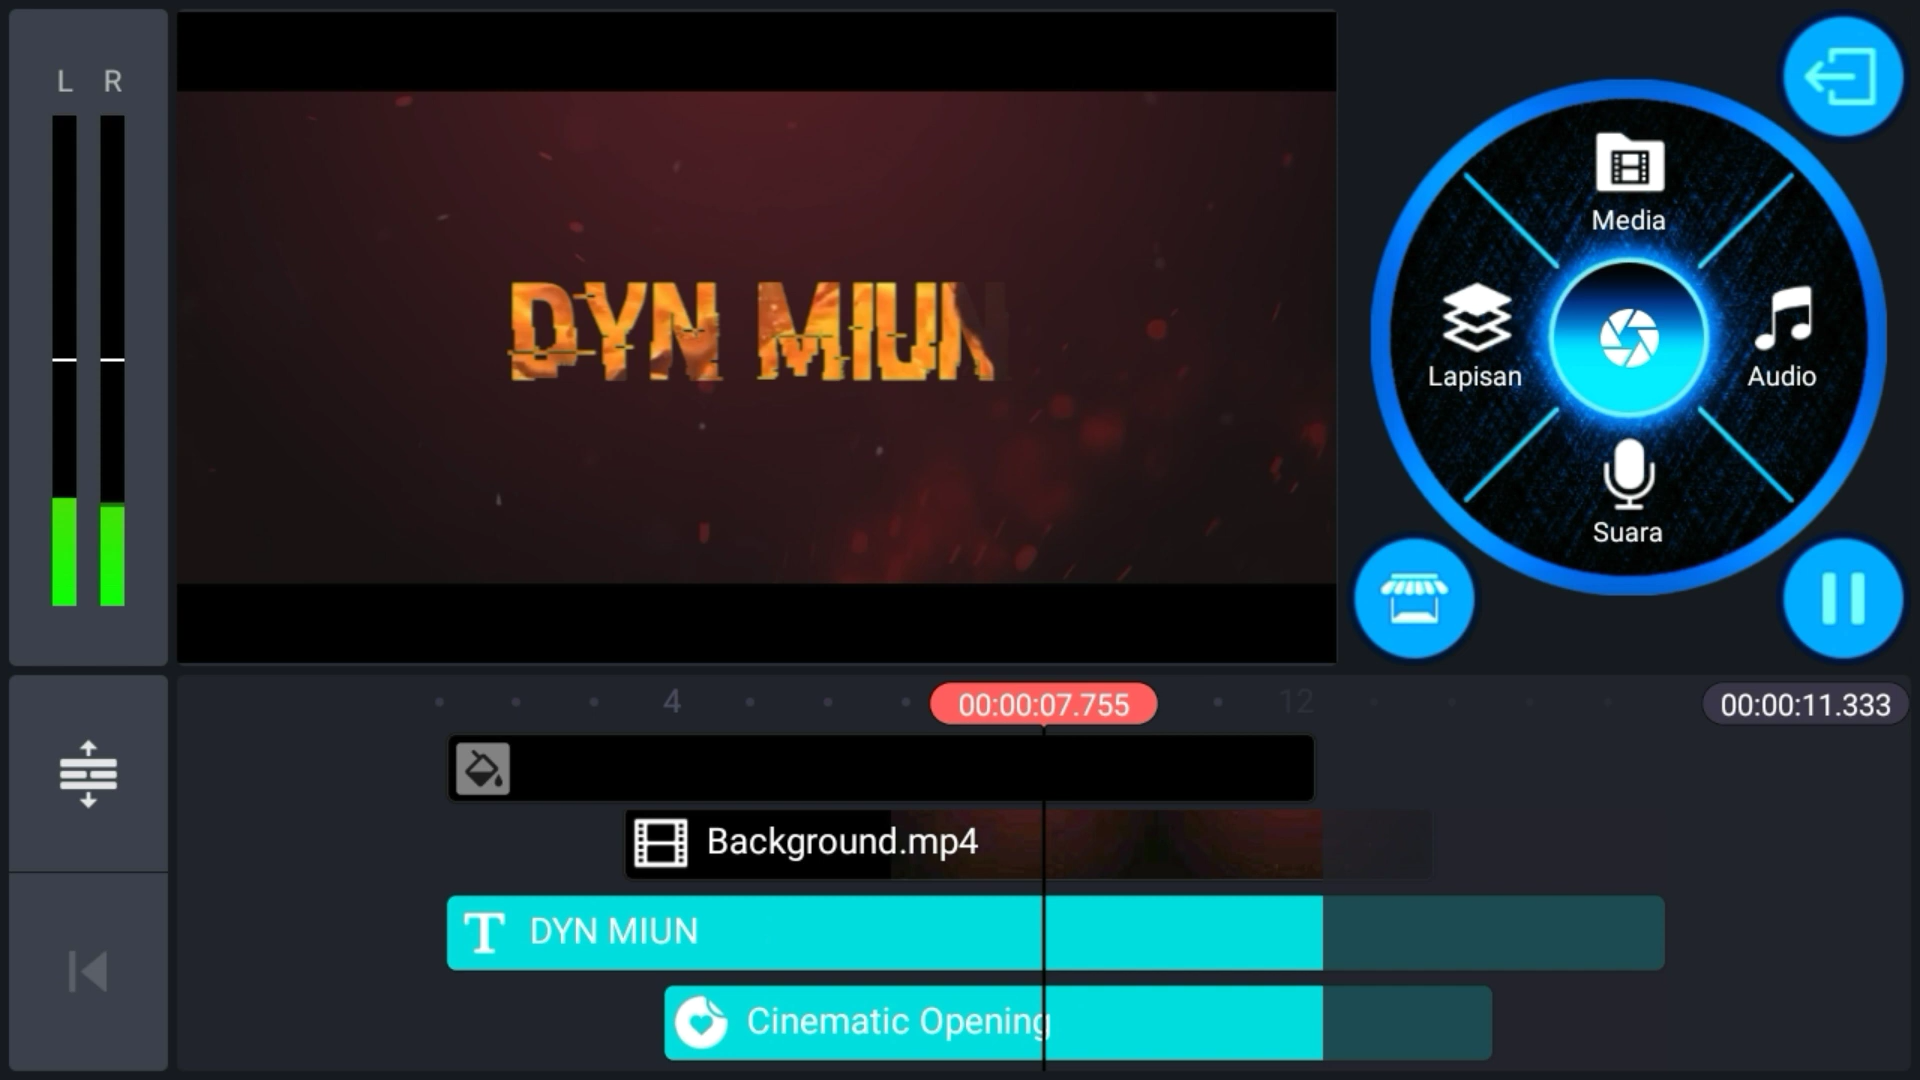 L R
DYN MIUN
Media
Lapisan
Audio
Suara
4
00:00:07.755
12
00:00:11.333
Background.mp4
T DYN MIUN
Cinematic Opening